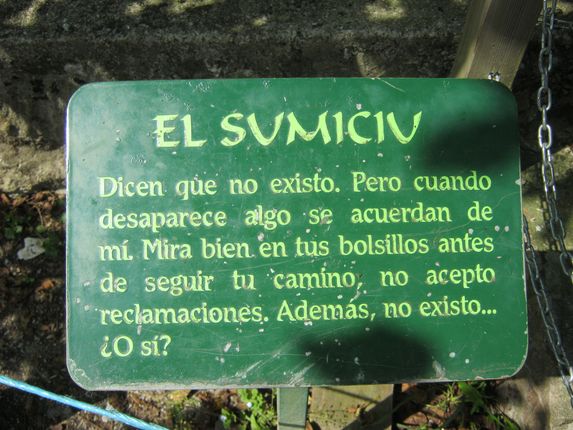 EL SUMICIU
Dicen que no existo. Pero cuando
desaparece algo se acuerdan de
mí. Mira bien en tus bolsillos antes
de seguir tu camino, no acepto
reclamaciones. Además, no existo...
¿O sí?